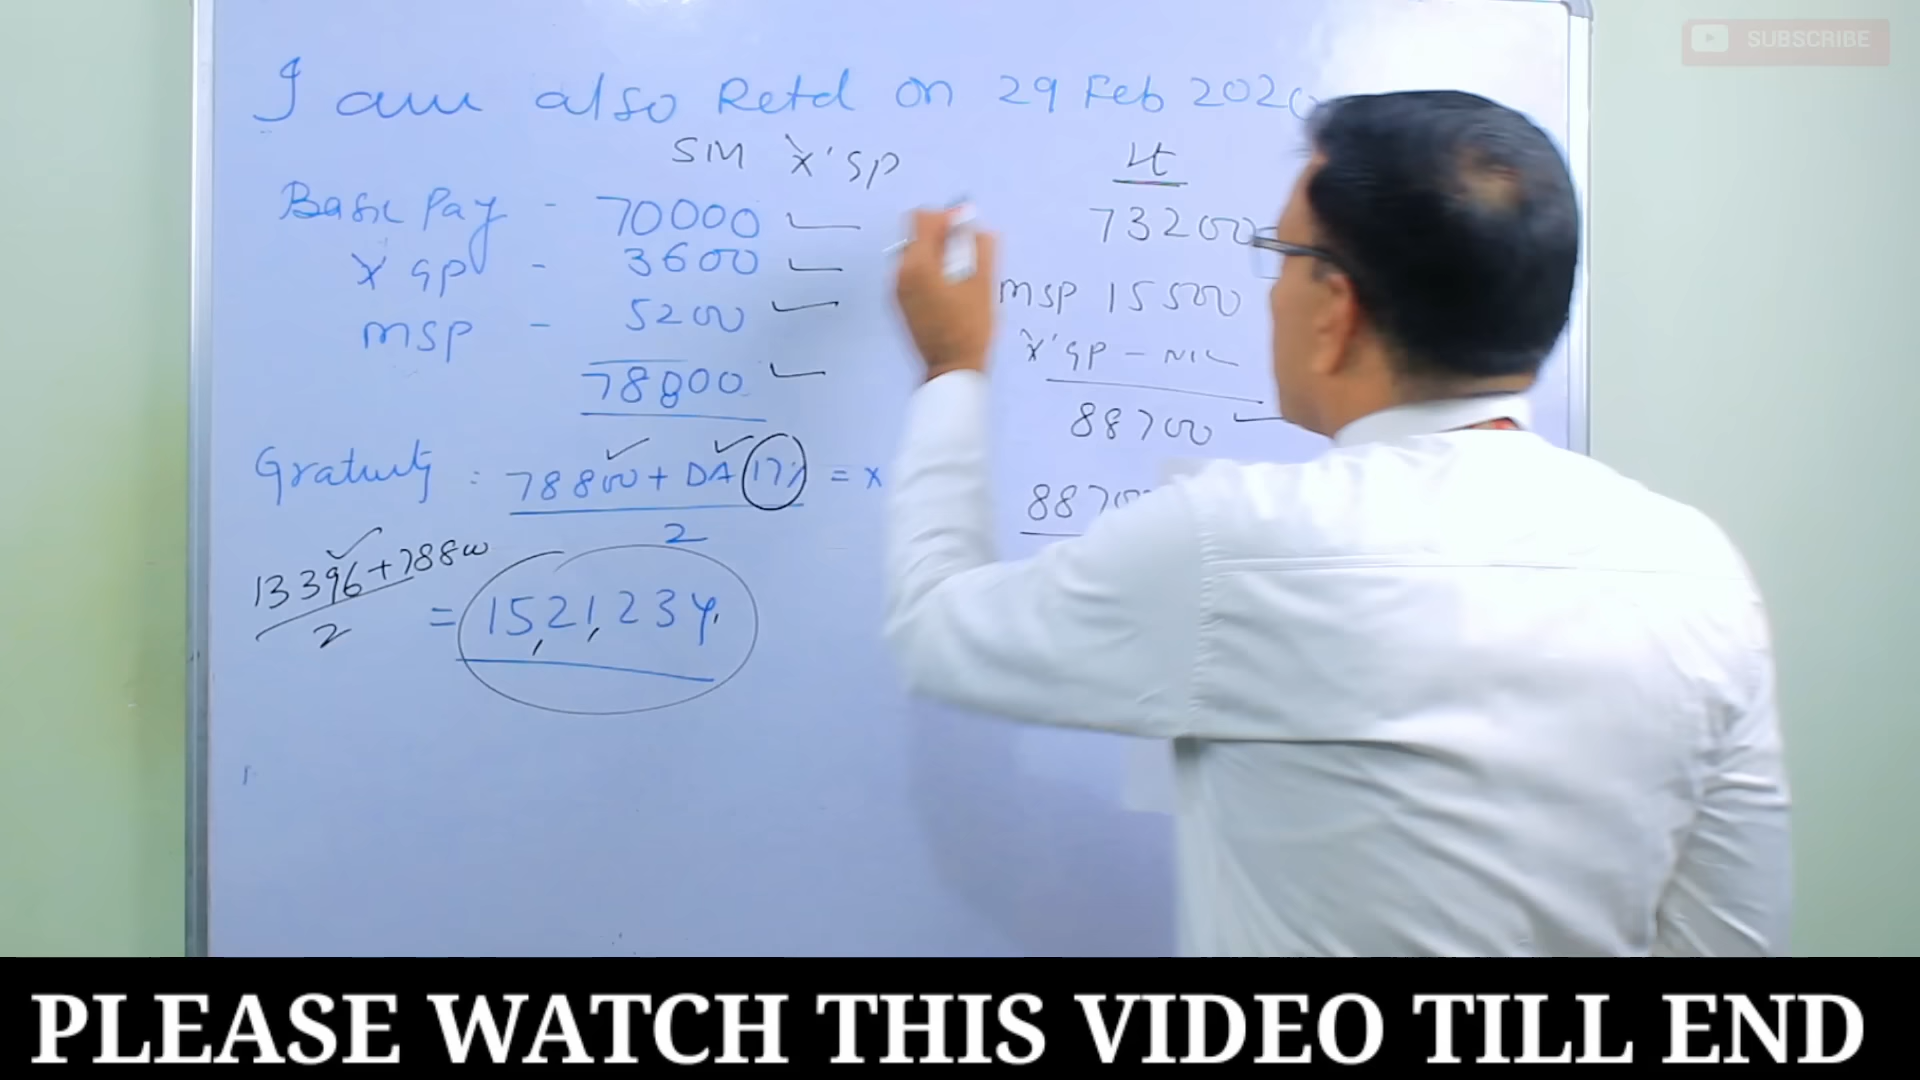 SUBSCRIBE
I am also Retd on 29 Feb 2020
SM X' GP
Basic Pay - 70000
X GP - 3600
MSP - 5200
78800
Gratuity : 78800 + DA 17% = x
2
13396+78800
2
= 15,21,234
Lt
73200
MSP 15500
X' GP - NIL
88700
PLEASE WATCH THIS VIDEO TILL END